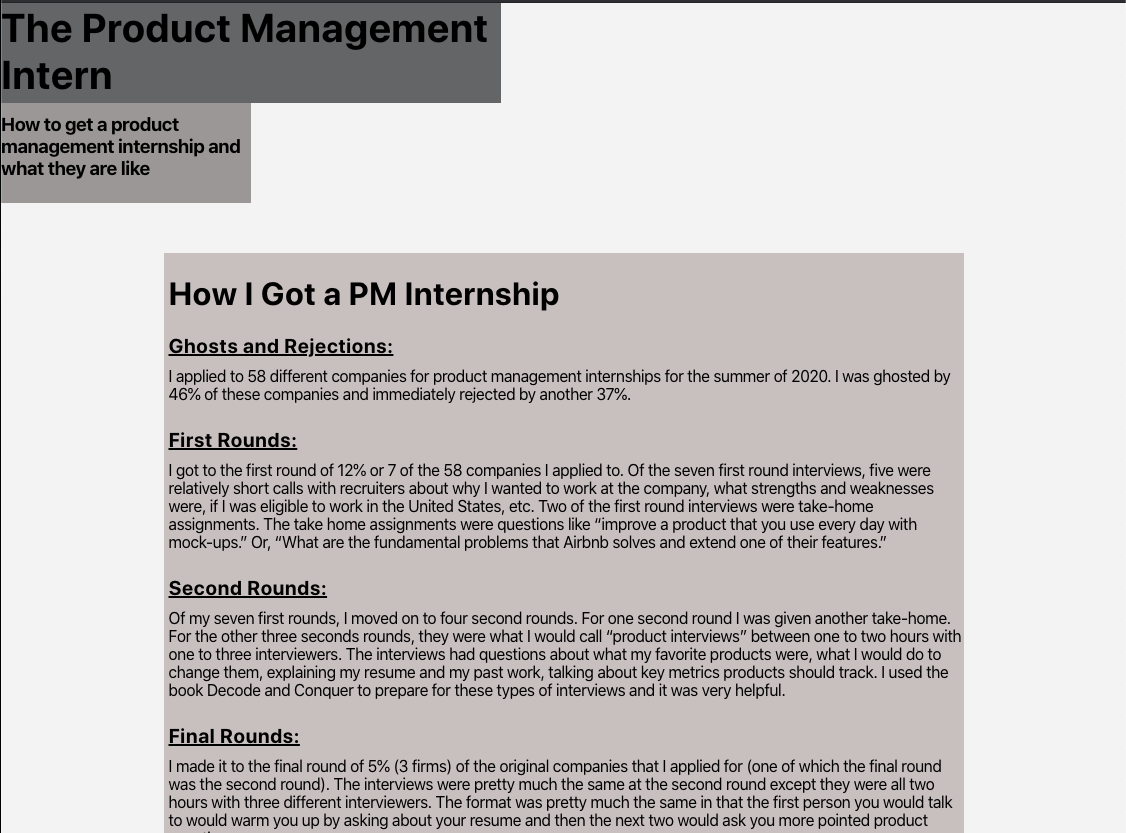 The Product Management
Intern
How to get a product
management internship and
what they are like
How I Got a PM Internship
Ghosts and Rejections:
I applied to 58 different companies for product management internships for the summer of 2020. I was ghosted by
46% of these companies and immediately rejected by another 37%.
First Rounds:
I got to the first round of 12% or 7 of the 58 companies I applied to. Of the seven first round interviews, five were
relatively short calls with recruiters about why I wanted to work at the company, what strengths and weaknesses
were, if I was eligible to work in the United States, etc. Two of the first round interviews were take-home
assignments. The take home assignments were questions like “improve a product that you use every day with
mock-ups.” Or, “What are the fundamental problems that Airbnb solves and extend one of their features.”
Second Rounds:
Of my seven first rounds, I moved on to four second rounds. For one second round I was given another take-home.
For the other three seconds rounds, they were what I would call “product interviews” between one to two hours with
one to three interviewers. The interviews had questions about what my favorite products were, what I would do to
change them, explaining my resume and my past work, talking about key metrics products should track. I used the
book Decode and Conquer to prepare for these types of interviews and it was very helpful.
Final Rounds:
I made it to the final round of 5% (3 firms) of the original companies that I applied for (one of which the final round
was the second round). The interviews were pretty much the same at the second round except they were all two
hours with three different interviewers. The format was pretty much the same in that the first person you would talk
to would warm you up by asking about your resume and then the next two would ask you more pointed product